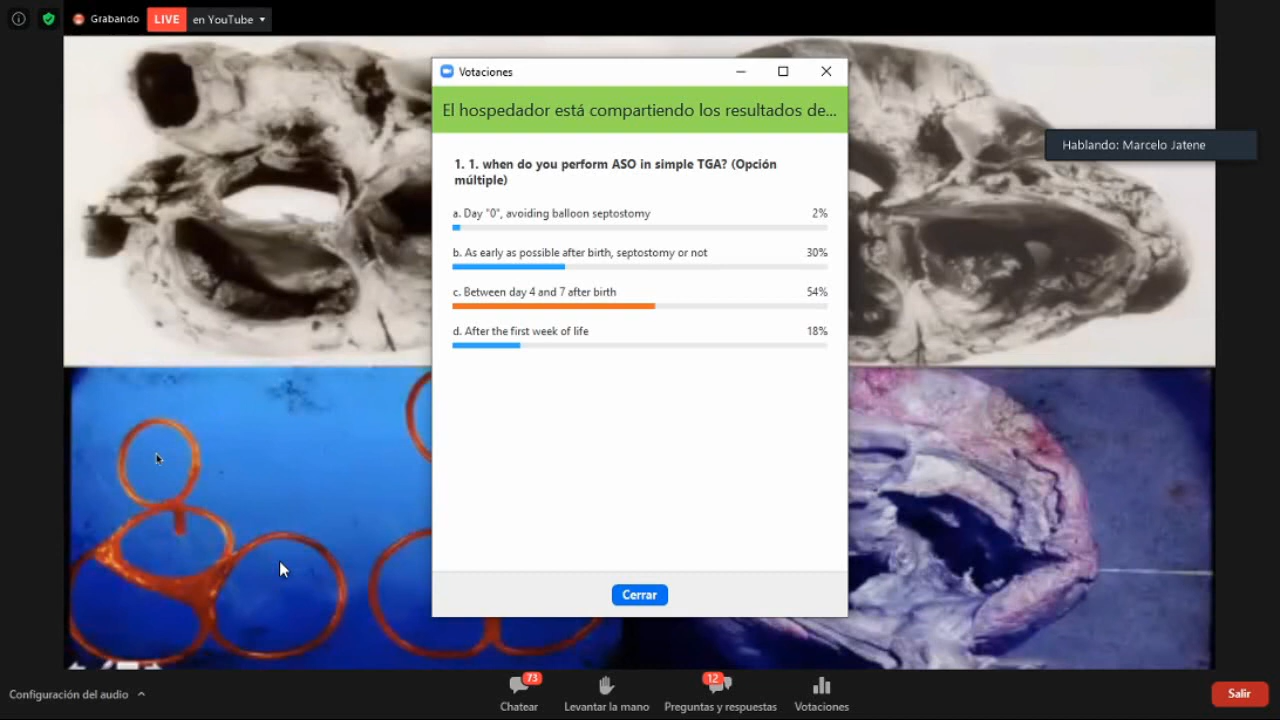 Grabando
LIVE en YouTube
Votaciones
El hospedador está compartiendo los resultados de...
Hablando: Marcelo Jatene
1. 1. when do you perform ASO in simple TGA? (Opción
múltiple)
a. Day "0", avoiding balloon septostomy 2%
b. As early as possible after birth, septostomy or not 30%
c. Between day 4 and 7 after birth 54%
d. After the first week of life 18%
Cerrar
Configuración del audio
73
Chatear
Levantar la mano
12
Preguntas y respuestas
Votaciones
Salir